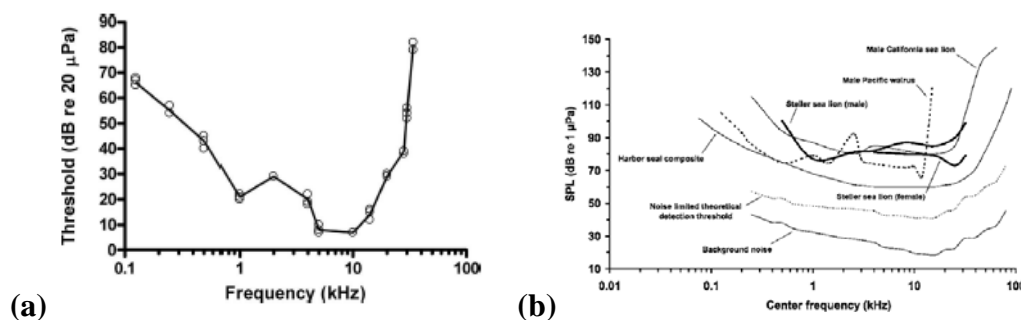 (a)
Threshold (dB re 20 µPa)
90
80
70
60
50
40
30
20
10
0
0.1 1 10 100
Frequency (kHz)
(b)
SPL (dB re 1 µPa)
150
130
110
90
70
50
30
10
Male California sea lion
Male Pacific walrus
Steller sea lion (male)
Harbor seal composite
Steller sea lion (female)
Noise limited theoretical
detection threshold
Background noise
0.01 0.1 1 10 100
Center frequency (kHz)